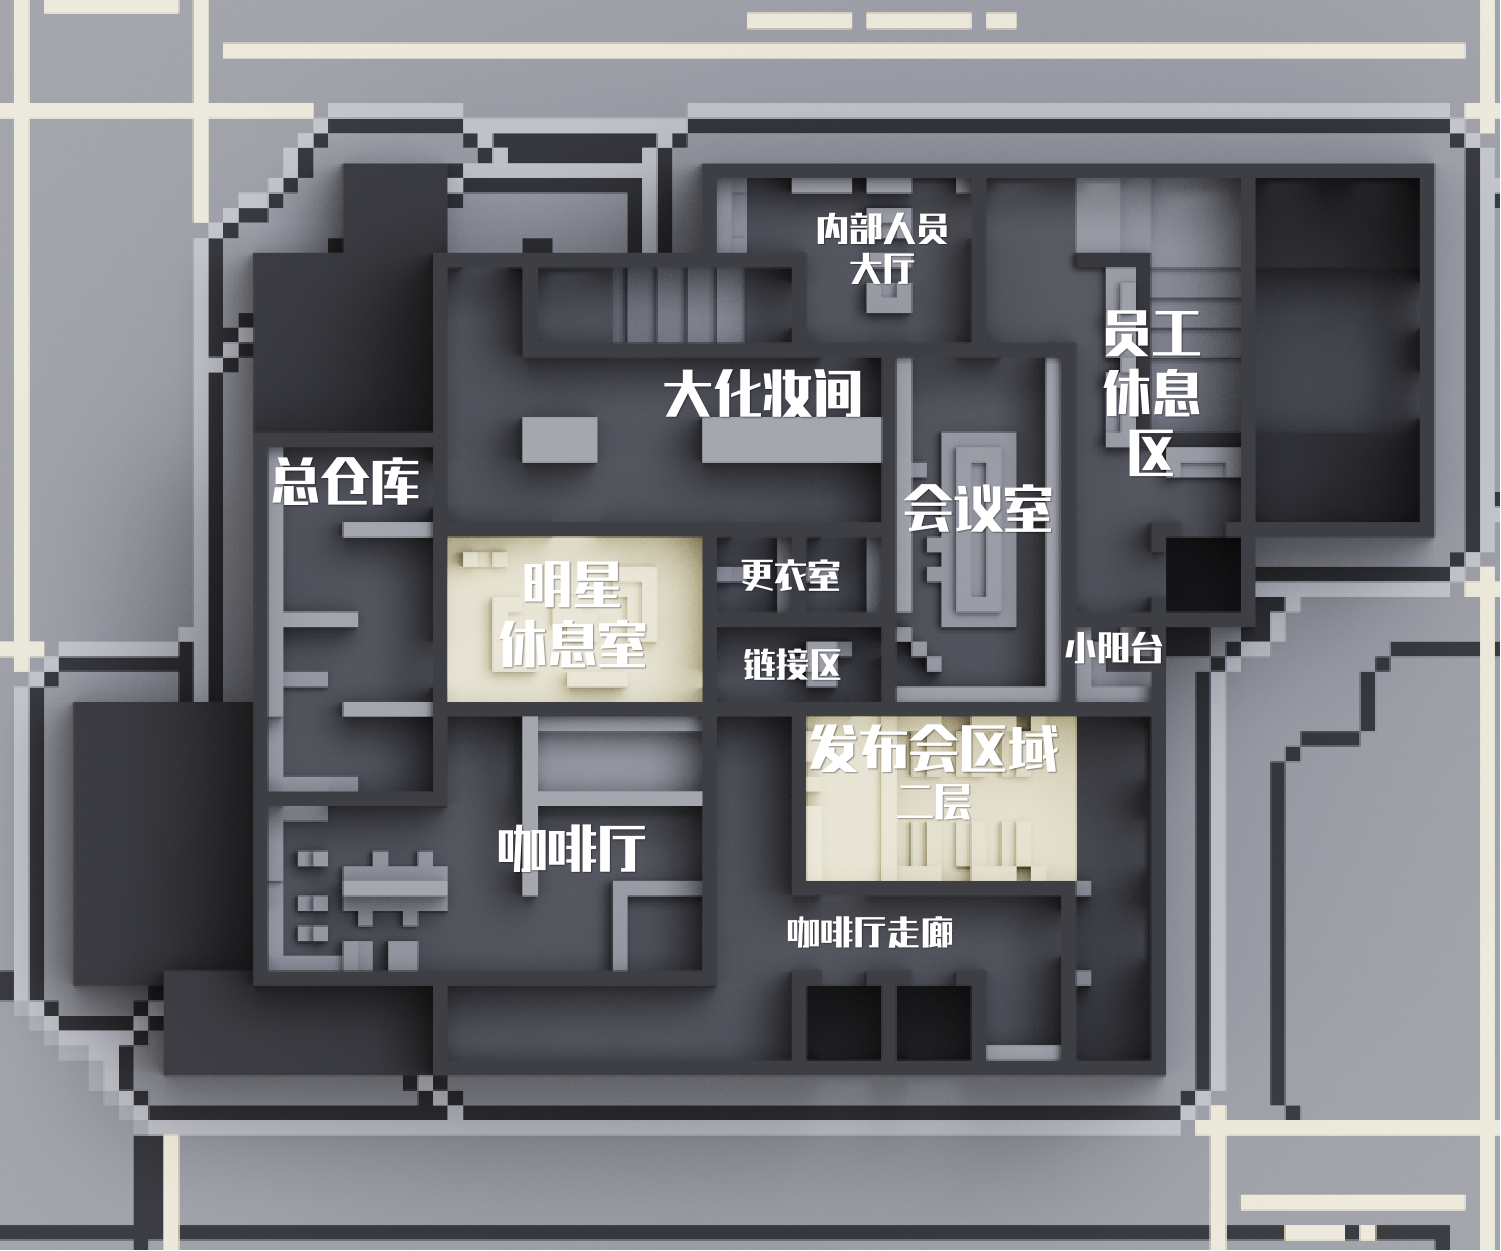 内部人员
大厅
员工
休息
区
大化妆间
总仓库
会议室
明星
休息室
更衣室
链接区
小阳台
发布会区域
二层
咖啡厅
咖啡厅走廊